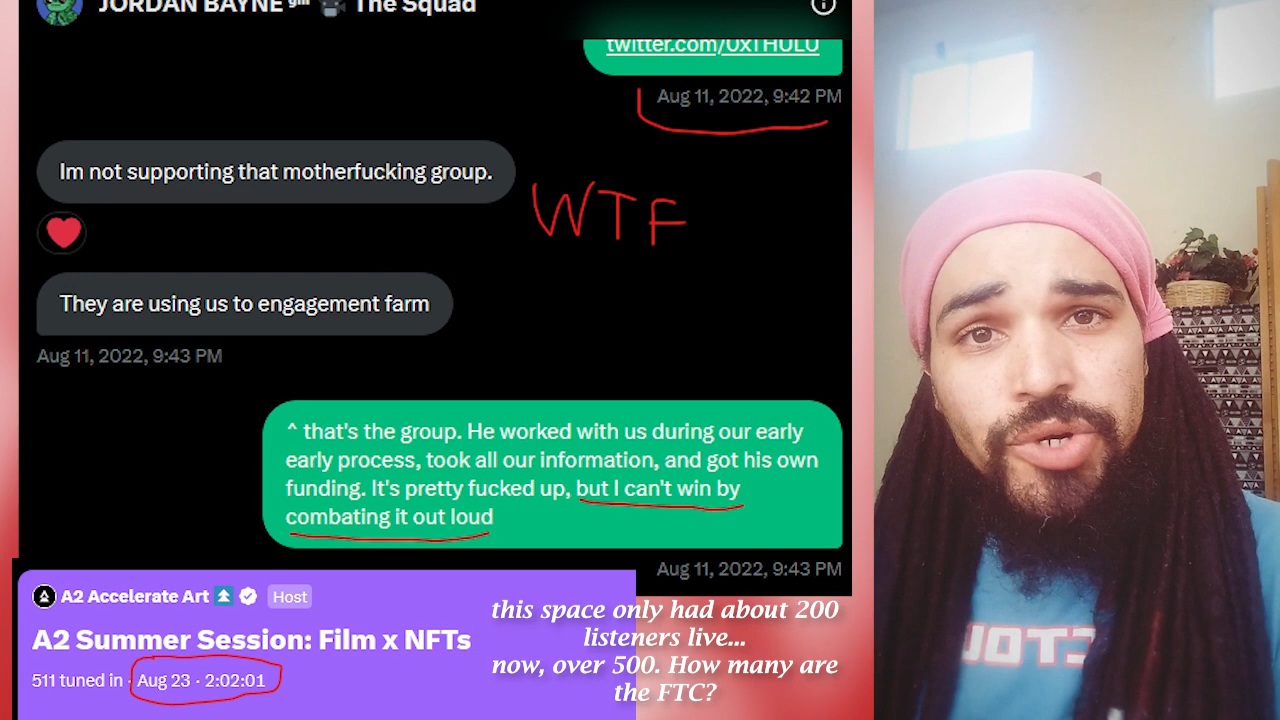 JORDAN BAYNE gm The Squad
twitter.com/0xTHULU
Aug 11, 2022, 9:42 PM
Im not supporting that motherfucking group.
WTF
They are using us to engagement farm
Aug 11, 2022, 9:43 PM
^ that's the group. He worked with us during our early
early process, took all our information, and got his own
funding. It's pretty fucked up, but I can't win by
combating it out loud
Aug 11, 2022, 9:43 PM
A2 Accelerate Art Host
A2 Summer Session: Film x NFTs
511 tuned in · Aug 23 · 2:02:01
this space only had about 200
listeners live...
now, over 500. How many are
the FTC?